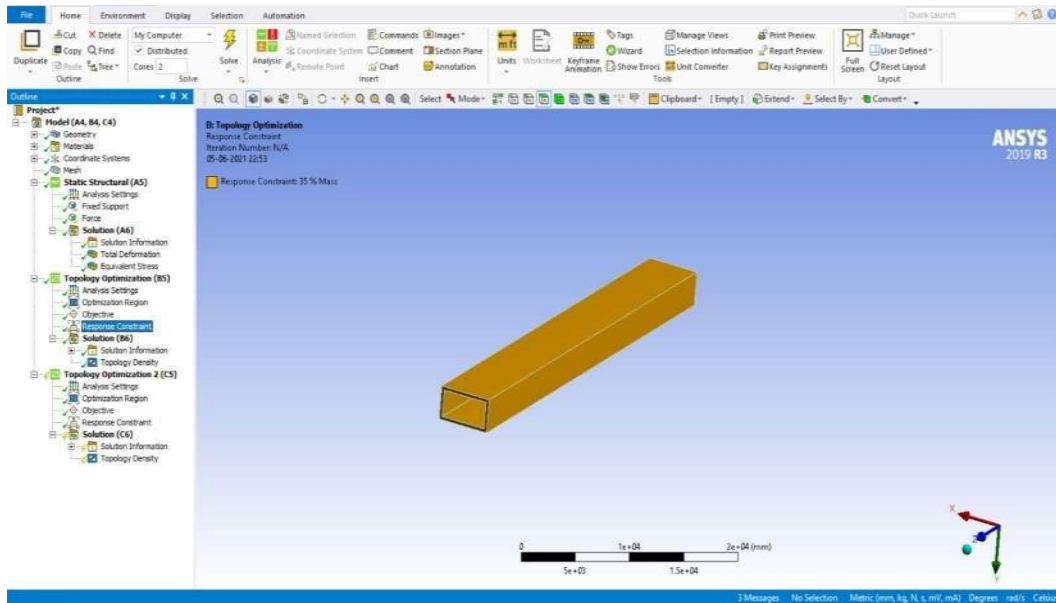 File Home Environment Display Selection Automation Quick Launch
Duplicate Cut Delete My Computer Solve Analysis Named Selection Commands Images Units Worksheet Keyframe Animation Tags Manage Views Print Preview Full Screen Manage
Copy Find Distributed Coordinate System Comment Section Plane Wizard Selection Information Report Preview User Defined
Paste Tree Cores 2 Remote Point Chart Annotation Show Errors Unit Converter Key Assignments Reset Layout
Outline Solve Insert Tools Layout
Outline Select Mode Clipboard [Empty] Extend Select By Convert
Project*
Model (A4, B4, C4)
Geometry
Materials
Coordinate Systems
Mesh
Static Structural (A5)
Analysis Settings
Fixed Support
Force
Solution (A6)
Solution Information
Total Deformation
Equivalent Stress
Topology Optimization (B5)
Analysis Settings
Optimization Region
Objective
Response Constraint
Solution (B6)
Solution Information
Topology Density
Topology Optimization 2 (C5)
Analysis Settings
Optimization Region
Objective
Response Constraint
Solution (C6)
Solution Information
Topology Density
B: Topology Optimization
Response Constraint
Iteration Number: N/A
05-06-2021 22:53
Response Constraint: 35 % Mass
ANSYS
2019 R3
X
Z
Y
0 1e+04 2e+04 (mm)
5e+03 1.5e+04
3 Messages No Selection Metric (mm, kg, N, s, mV, mA) Degrees rad/s Celsius